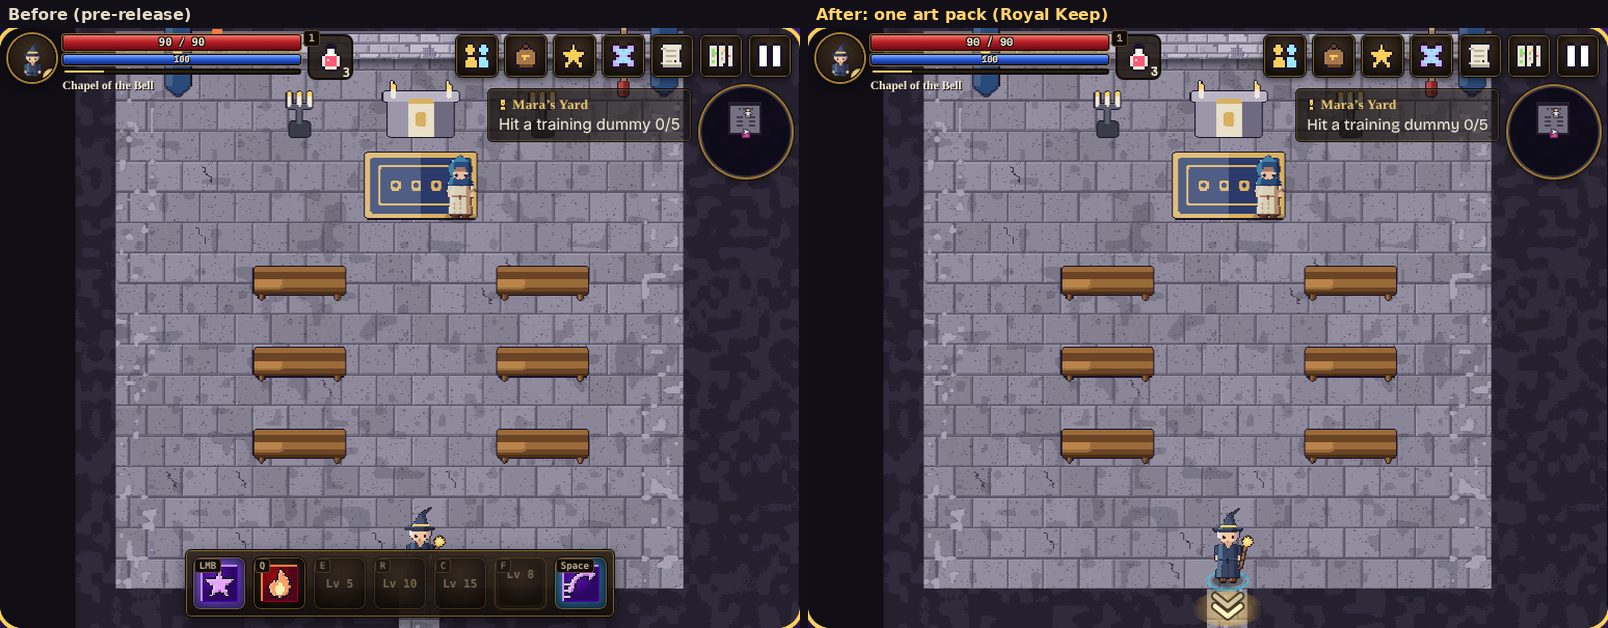 Before (pre-release)
90 / 90
100
1
3
Chapel of the Bell
! Mara's Yard
Hit a training dummy 0/5
LMB
Q
E
Lv 5
R
Lv 10
C
Lv 15
F
Lv 8
Space
After: one art pack (Royal Keep)
90 / 90
100
1
3
Chapel of the Bell
! Mara's Yard
Hit a training dummy 0/5